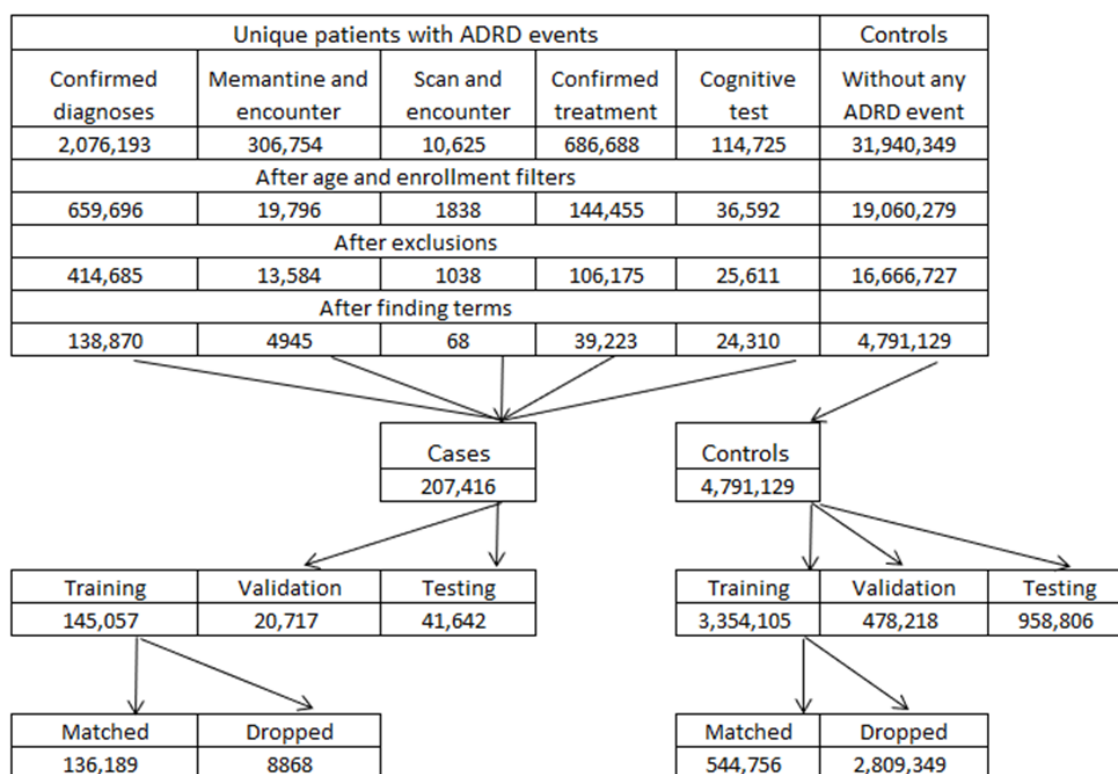 Unique patients with ADRD events Controls
Confirmed diagnoses Memantine and encounter Scan and encounter Confirmed treatment Cognitive test Without any ADRD event
2,076,193 306,754 10,625 686,688 114,725 31,940,349
After age and enrollment filters
659,696 19,796 1838 144,455 36,592 19,060,279
After exclusions
414,685 13,584 1038 106,175 25,611 16,666,727
After finding terms
138,870 4945 68 39,223 24,310 4,791,129
Cases Controls
207,416 4,791,129
Training Validation Testing Training Validation Testing
145,057 20,717 41,642 3,354,105 478,218 958,806
Matched Dropped Matched Dropped
136,189 8868 544,756 2,809,349